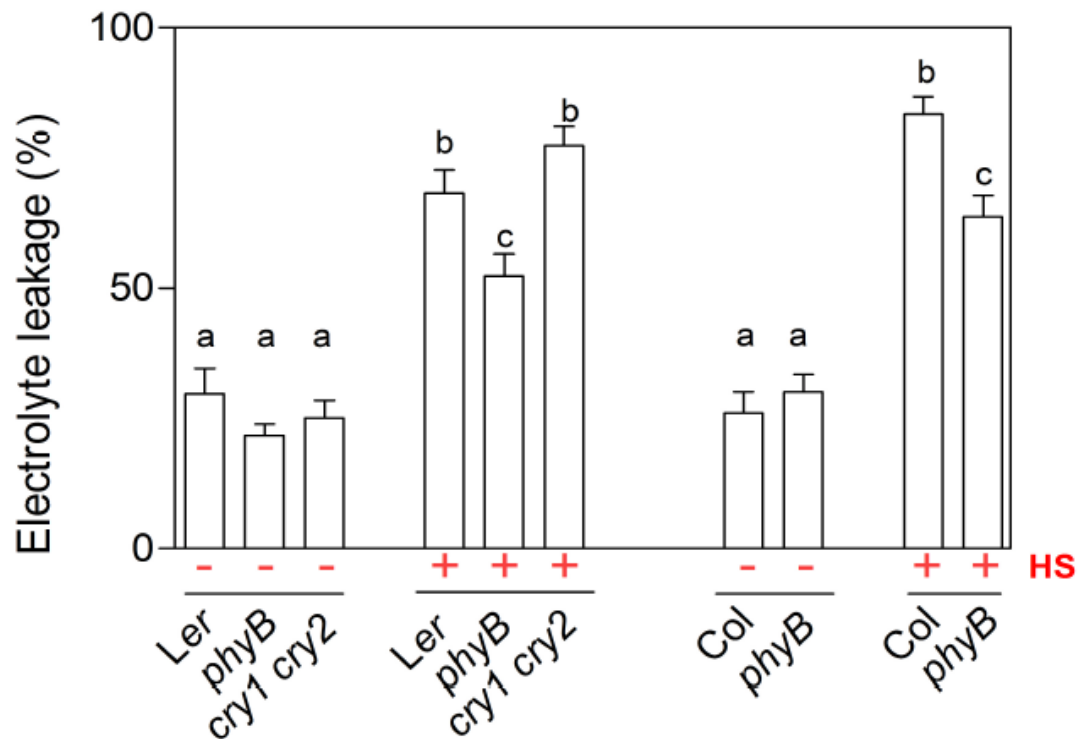 Electrolyte leakage (%)
100
50
0
a a a b c b a a b c
- - - + + + - - + + HS
Ler phyB cry1 cry2 Ler phyB cry1 cry2 Col phyB Col phyB